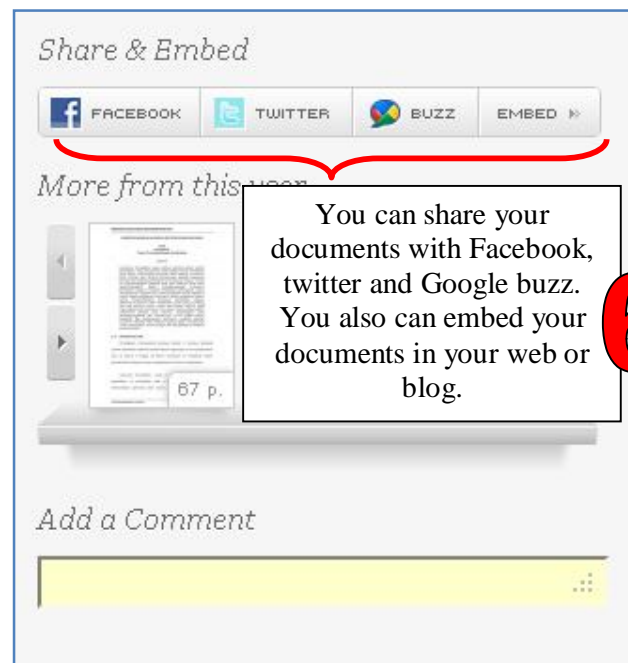 Share & Embed
FACEBOOK TWITTER BUZZ EMBED
More from this user
You can share your
documents with Facebook,
twitter and Google buzz.
You also can embed your
documents in your web or
blog.
67 p.
Add a Comment